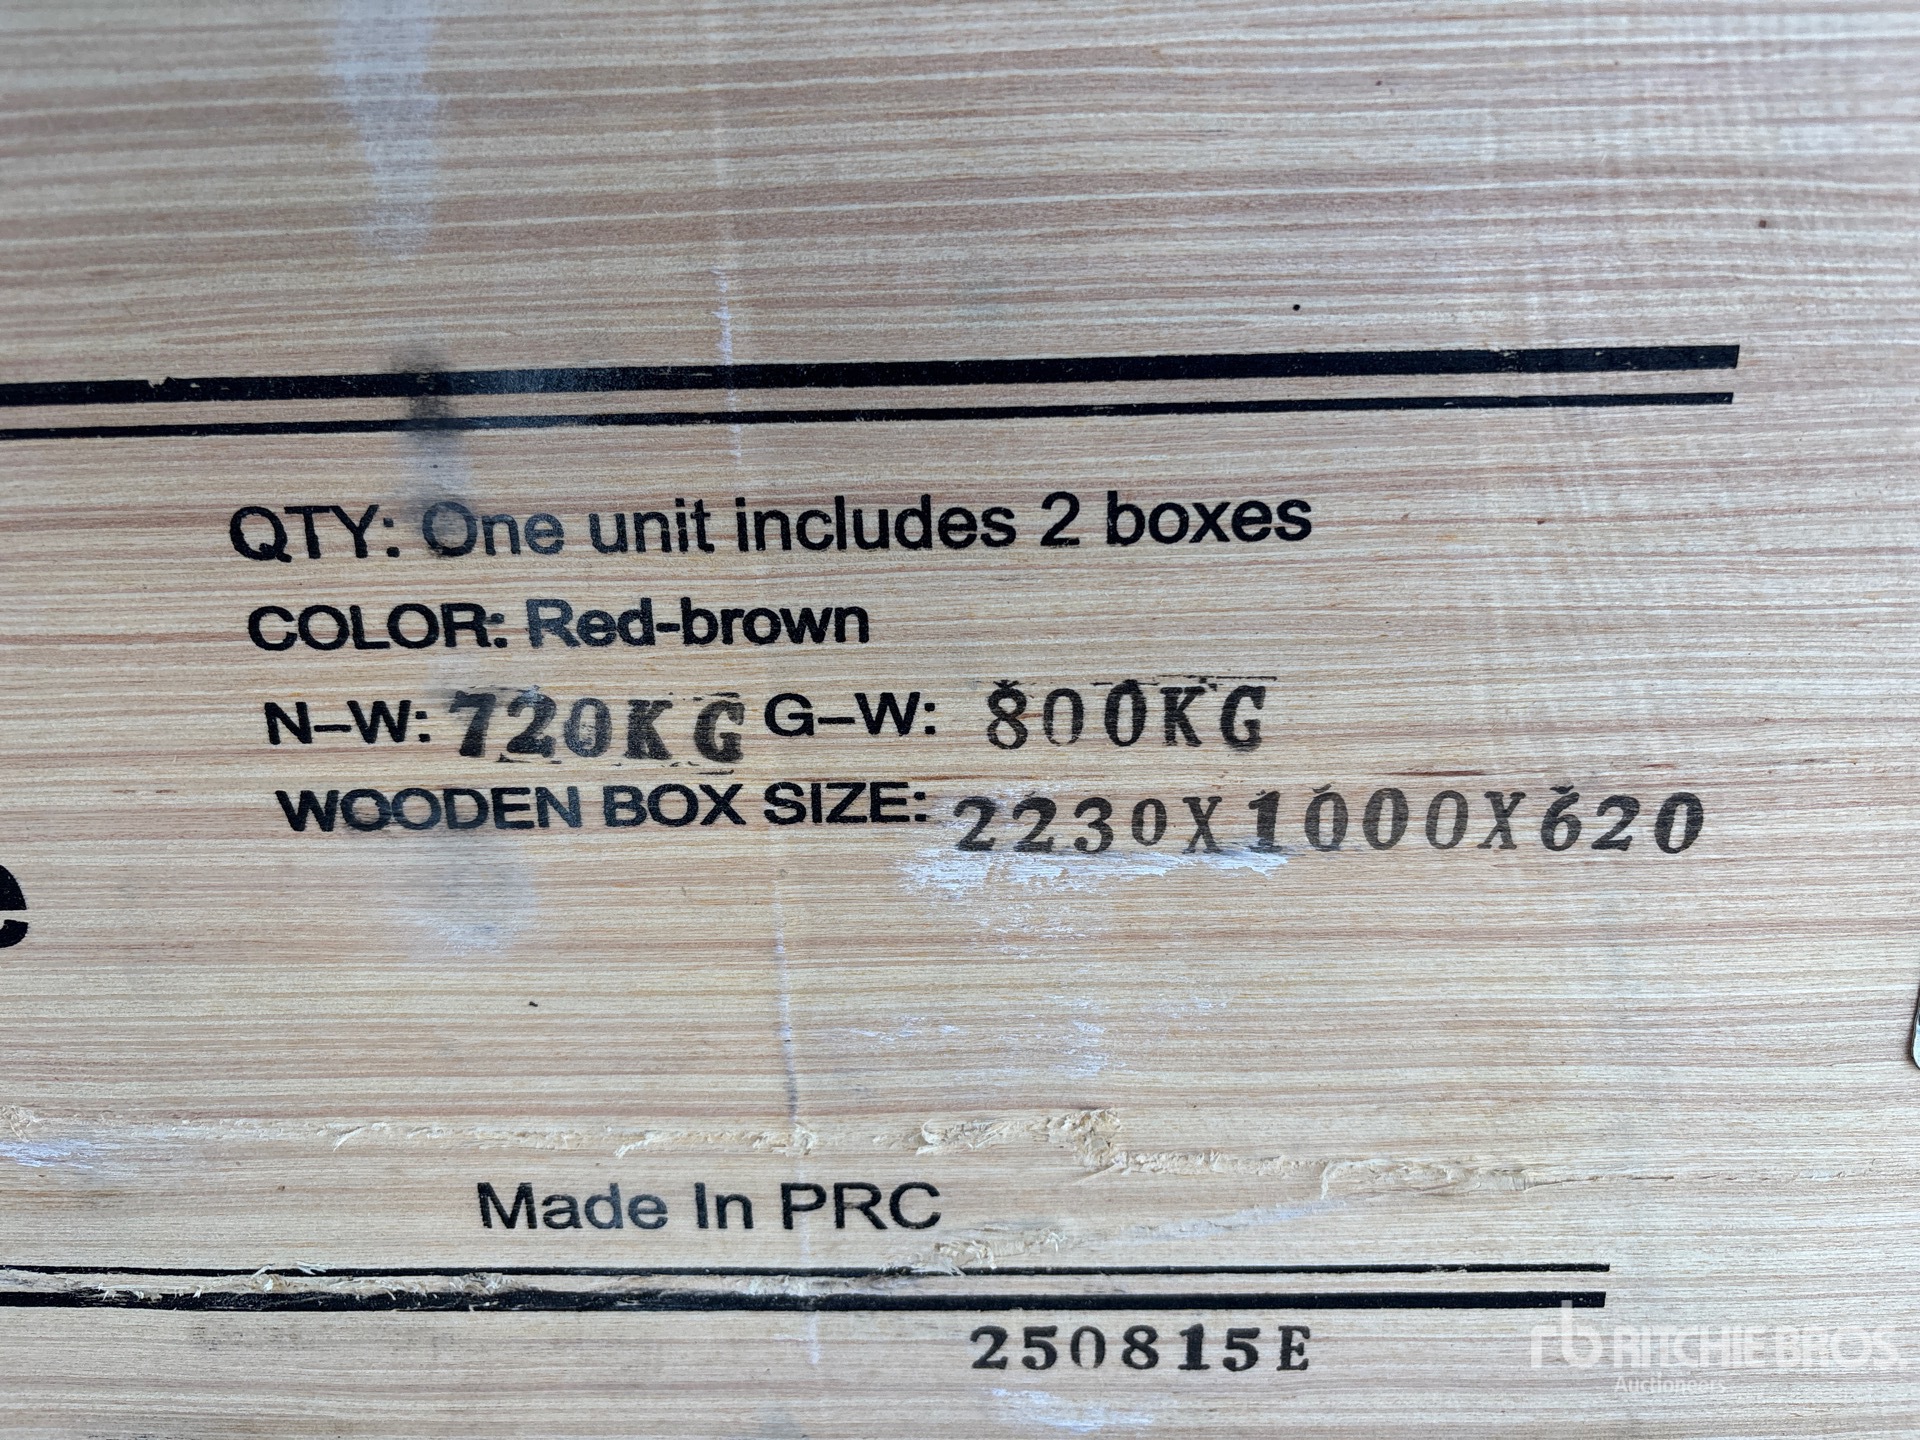 QTY: One unit includes 2 boxes
COLOR: Red-brown
N-W: 720KG G-W: 800KG
WOODEN BOX SIZE: 2230X1000X620
e
Made In PRC
250815E
rb RITCHIE BROS
Auctioneers